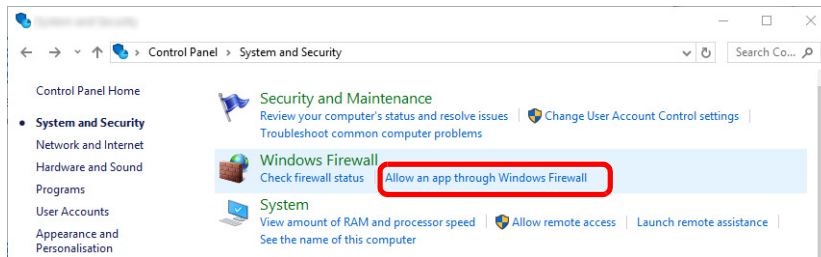 Control Panel > System and Security
Search Co...
Control Panel Home
System and Security
Network and Internet
Hardware and Sound
Programs
User Accounts
Appearance and
Personalisation
Security and Maintenance
Review your computer's status and resolve issues
Change User Account Control settings
Troubleshoot common computer problems
Windows Firewall
Check firewall status
Allow an app through Windows Firewall
System
View amount of RAM and processor speed
Allow remote access
Launch remote assistance
See the name of this computer